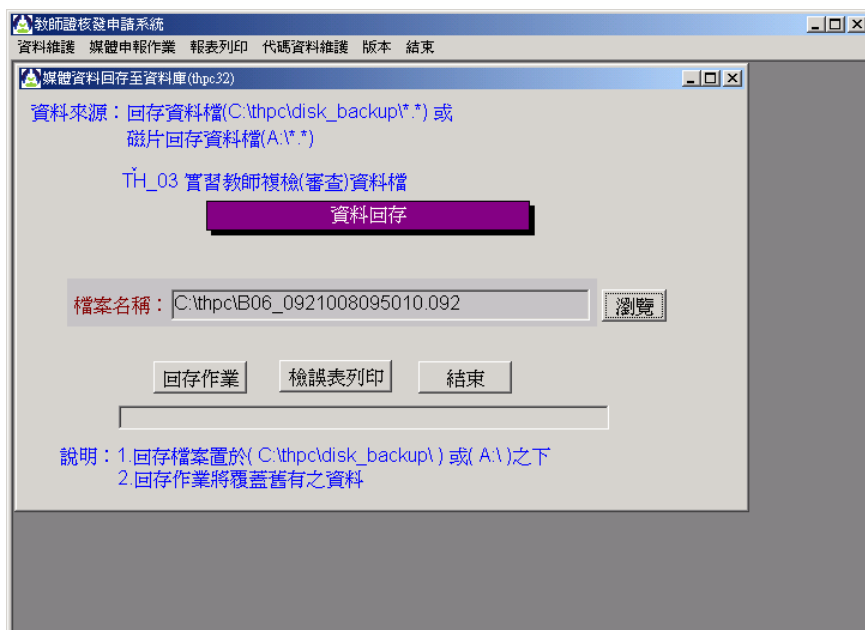 教師證核發申請系統
資料維護 媒體申報作業 報表列印 代碼資料維護 版本 結束
媒體資料回存至資料庫(thpc32)
資料來源：回存資料檔(C:\thpc\disk_backup\*.*) 或
磁片回存資料檔(A:\*.*)
TH_03 實習教師複檢(審查)資料檔
資料回存
檔案名稱： C:\thpc\B06_0921008095010.092 瀏覽
回存作業 檢誤表列印 結束
說明：1.回存檔案置於( C:\thpc\disk_backup\ ) 或( A:\ )之下
2.回存作業將覆蓋舊有之資料